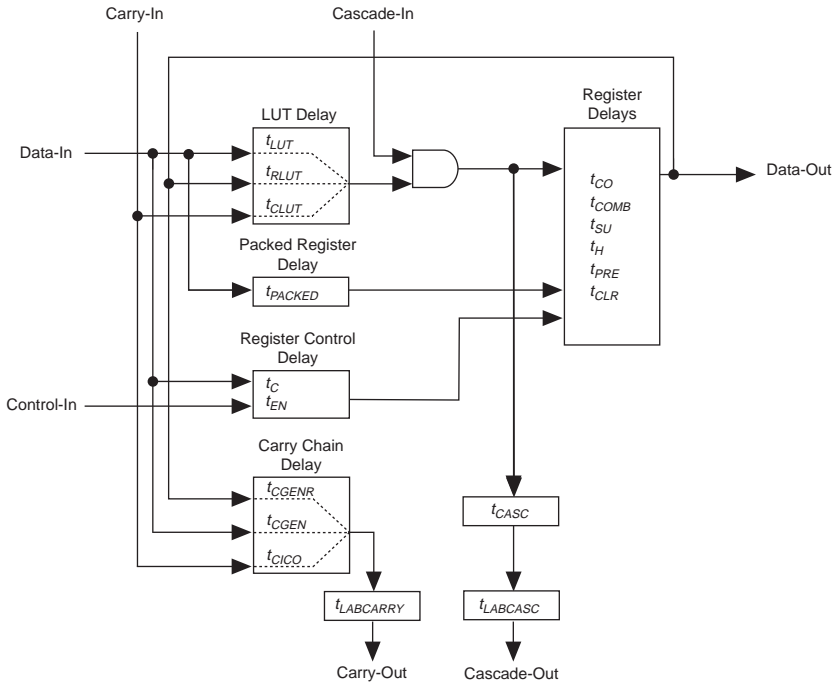 Carry-In
Cascade-In
LUT Delay
Register
Delays
Data-In
tLUT
tRLUT
tCLUT
Data-Out
tCO
tCOMB
tSU
tH
tPRE
tCLR
Packed Register
Delay
tPACKED
Register Control
Delay
tC
tEN
Control-In
Carry Chain
Delay
tCGENR
tCGEN
tCICO
tCASC
tLABCARRY
tLABCASC
Carry-Out
Cascade-Out